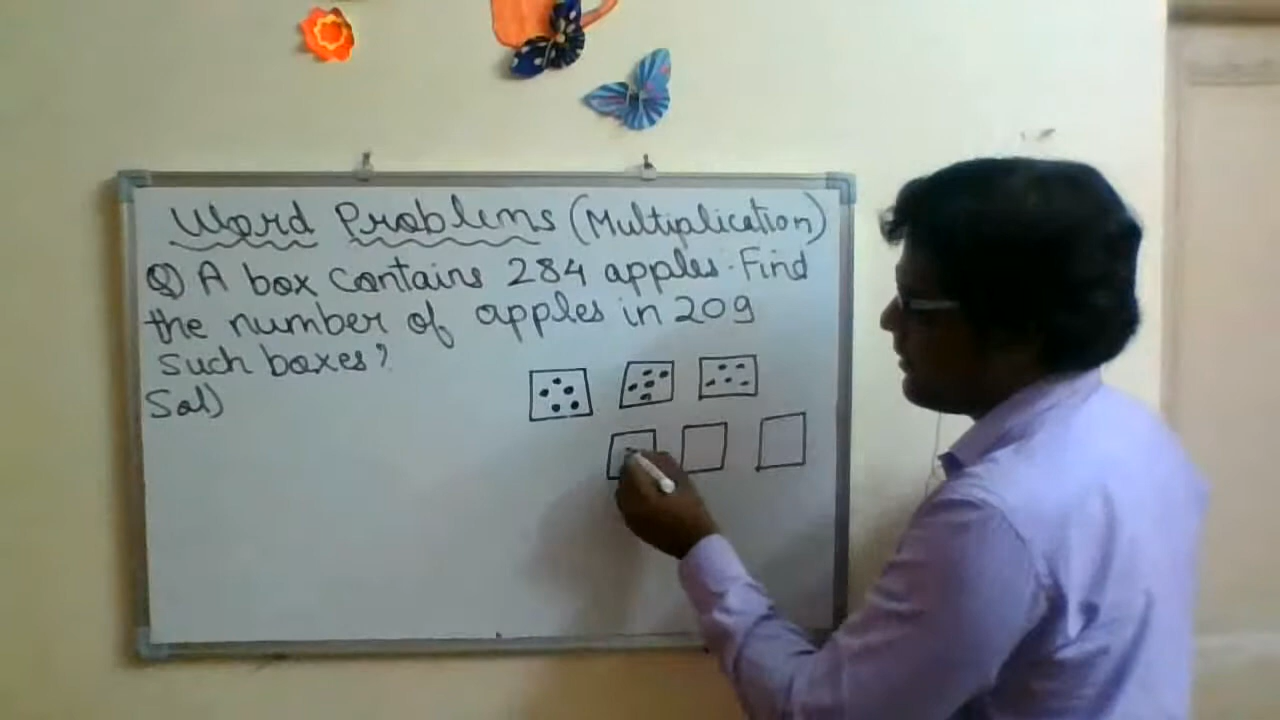 Word Problems (Multiplication)
Q) A box contains 284 apples. Find
the number of apples in 209
such boxes?
Sol)